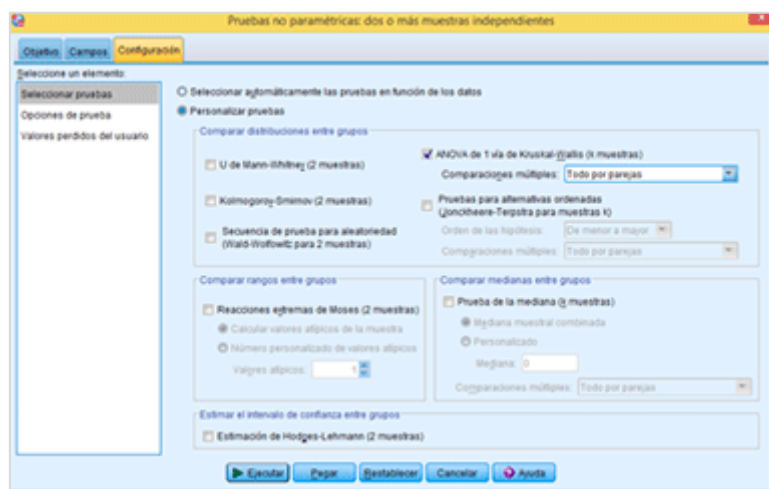 Pruebas no paramétricas: dos o más muestras independientes
Objetivo Campos Configuración
Seleccione un elemento:
Seleccionar pruebas
Opciones de prueba
Valores perdidos del usuario
Seleccionar automáticamente las pruebas en función de los datos
Personalizar pruebas
Comparar distribuciones entre grupos
U de Mann-Whitney (2 muestras)
Kolmogorov-Smirnov (2 muestras)
Secuencia de prueba para aleatoriedad
(Wald-Wolfowitz para 2 muestras)
ANOVA de 1 vía de Kruskal-Wallis (k muestras)
Comparaciones múltiples: Todo por parejas
Pruebas para alternativas ordenadas
(Jonckheere-Terpstra para muestras k)
Orden de las hipótesis: De menor a mayor
Comparaciones múltiples: Todo por parejas
Comparar rangos entre grupos
Reacciones extremas de Moses (2 muestras)
Calcular valores atípicos de la muestra
Número personalizado de valores atípicos
Valores atípicos: 1
Comparar medianas entre grupos
Prueba de la mediana (k muestras)
Mediana muestral combinada
Personalizado
Mediana: 0
Comparaciones múltiples: Todo por parejas
Estimar el intervalo de confianza entre grupos
Estimación de Hodges-Lehmann (2 muestras)
Ejecutar Pegar Restablecer Cancelar Ayuda